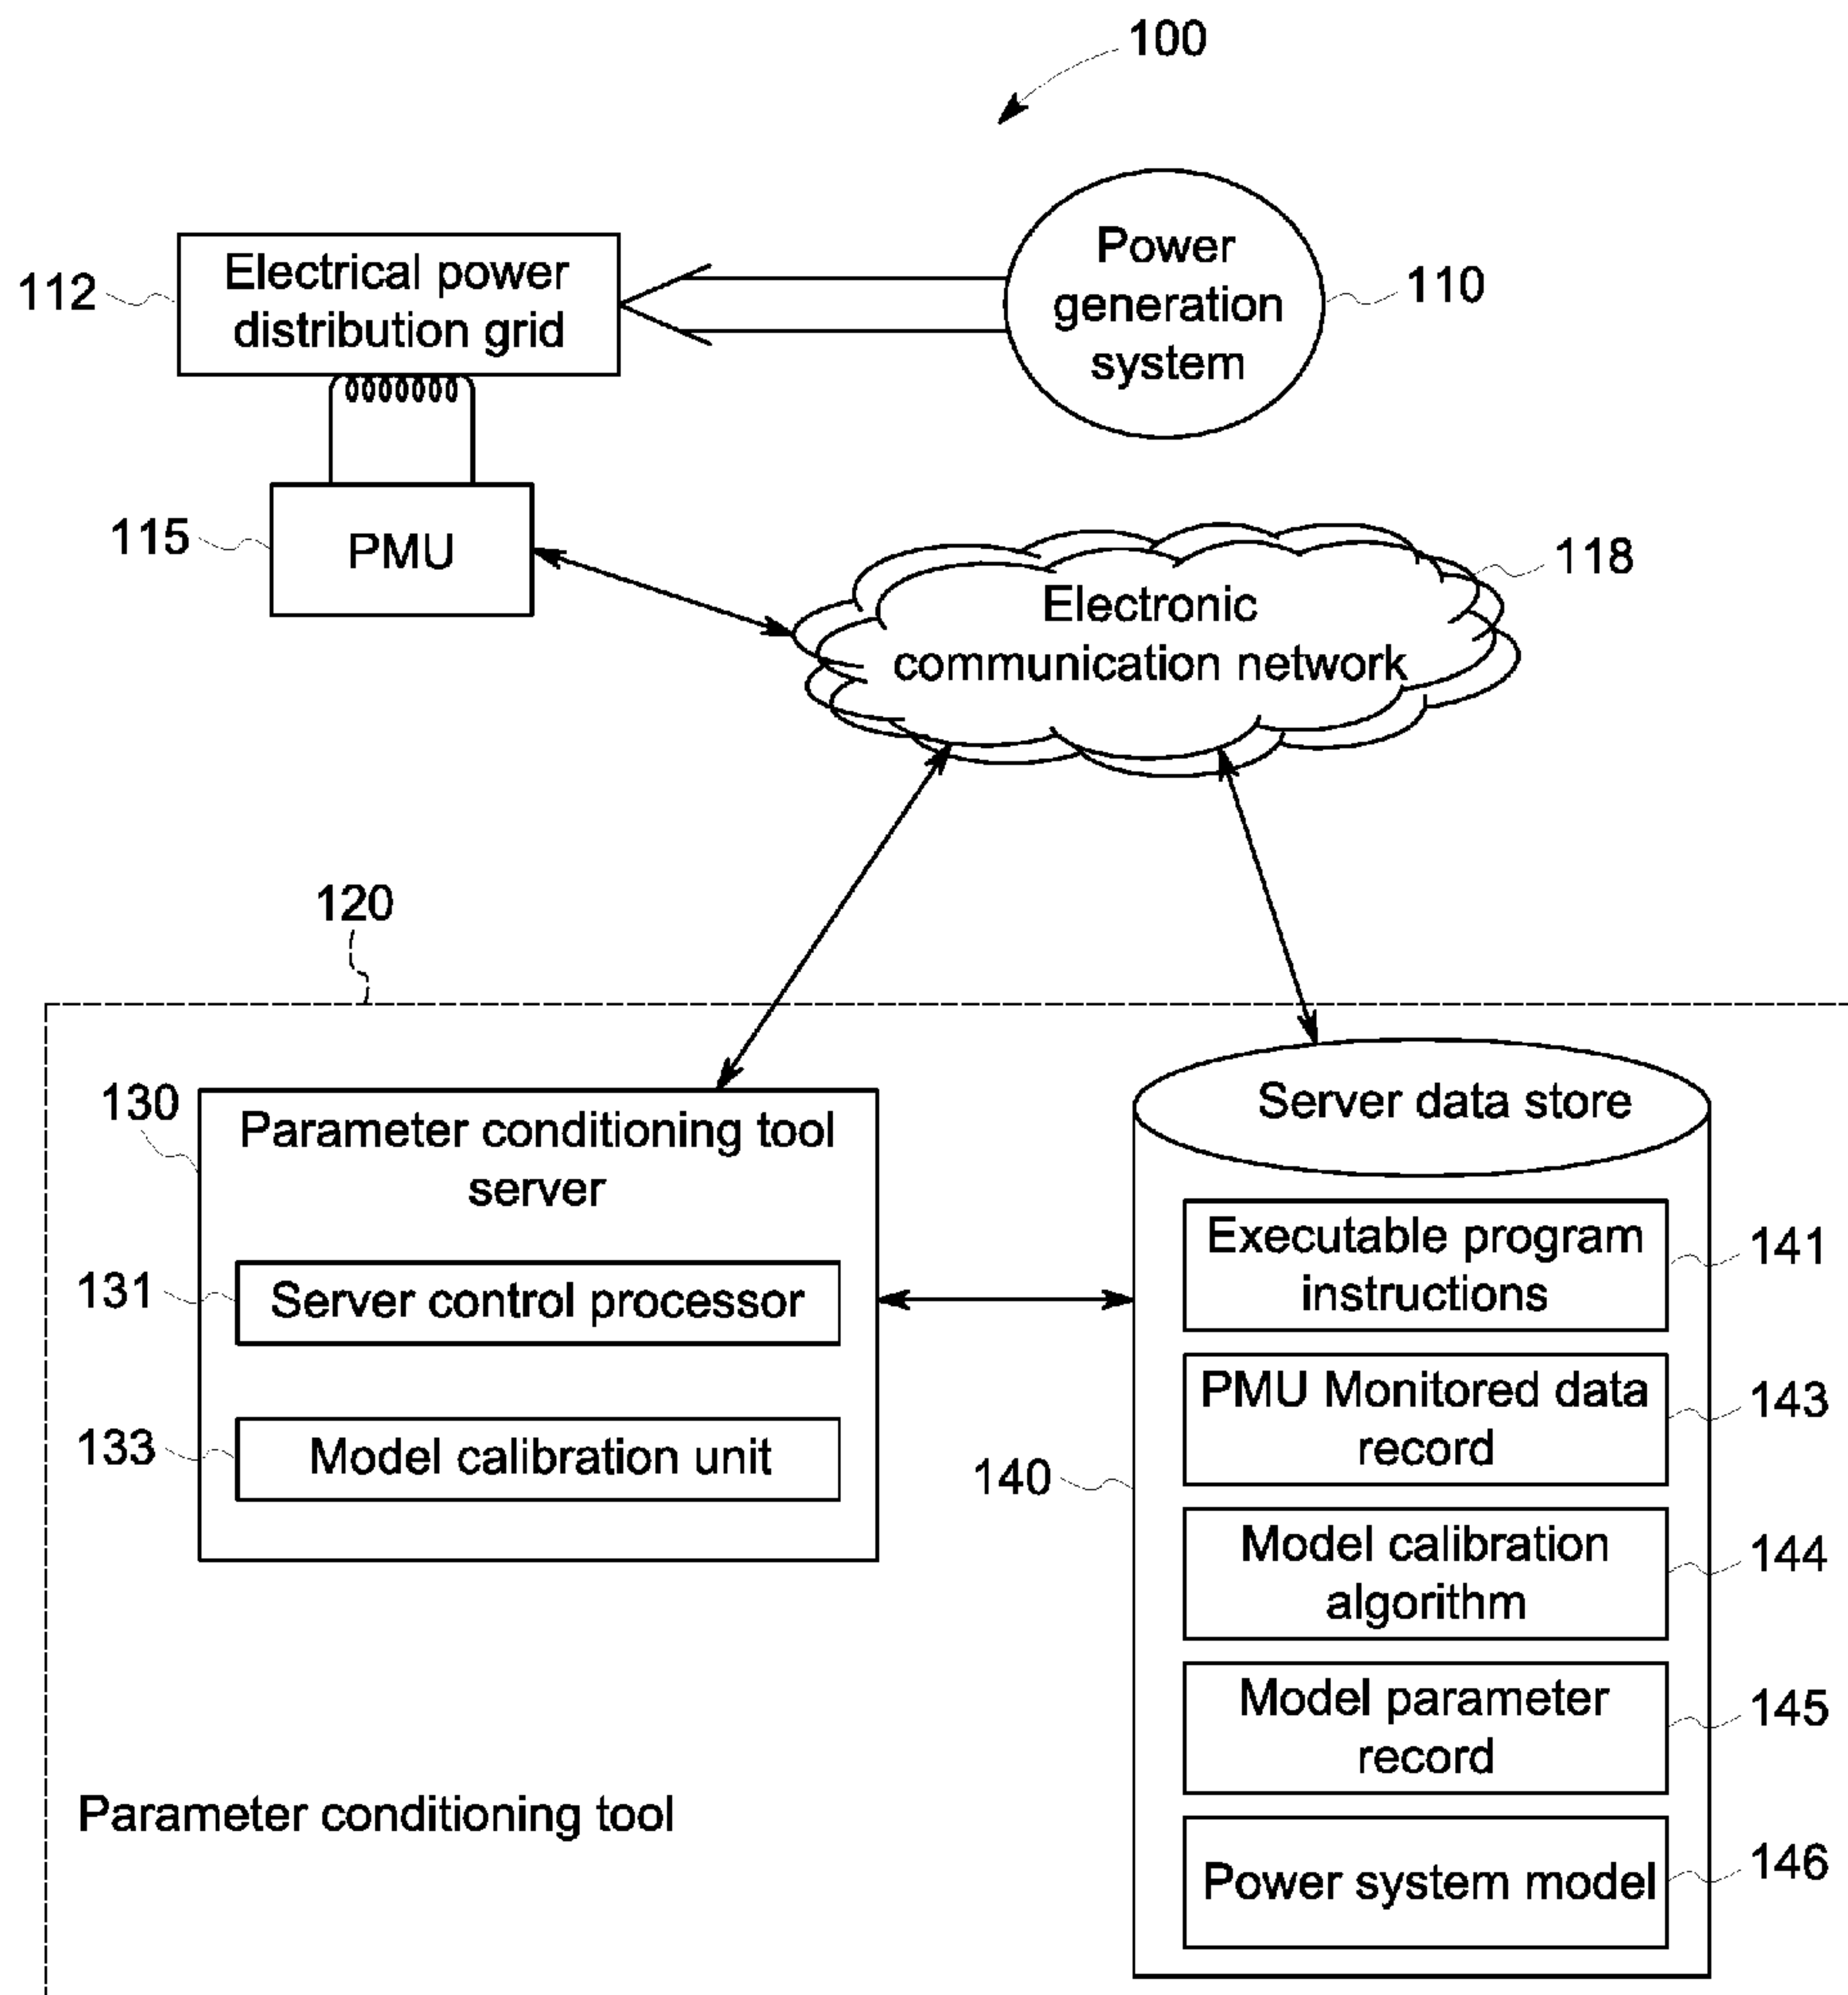 100
Electrical power
distribution grid
112
Power
generation
system
110
115
PMU
118
Electronic
communication network
120
130
Parameter conditioning tool
server
131
Server control processor
133
Model calibration unit
Server data store
Executable program
instructions
141
PMU Monitored data
record
143
140
Model calibration
algorithm
144
Model parameter
record
145
Power system model
146
Parameter conditioning tool